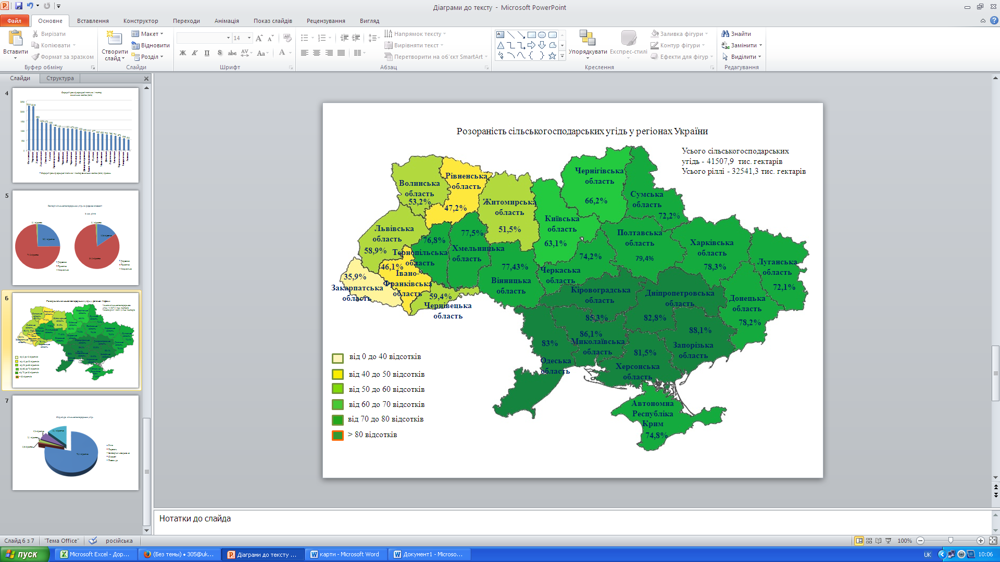 Діаграми до тексту - Microsoft PowerPoint
Файл
Основне
Вставлення
Конструктор
Переходи
Анімація
Показ слайдів
Рецензування
Вигляд
Вставити
Вирізати
Копіювати
Формат за зразком
Буфер обміну
Створити слайд
Макет
Відновити
Розділ
Слайди
14
Шрифт
Напрямок тексту
Вирівняти текст
Перетворити на об'єкт SmartArt
Абзац
Упорядкувати
Експрес-стилі
Заливка фігури
Контур фігури
Ефекти для фігур
Креслення
Знайти
Замінити
Виділити
Редагування
Слайди
Структура
4
5
6
7
Розораність сільськогосподарських угідь у регіонах України
Усього сільськогосподарських
угідь - 41507,9 тис. гектарів
Усього ріллі - 32541,3 тис. гектарів
Волинська
область
53,2%
Рівненська
область
47,2%
Житомирська
область
51,5%
Київська
область
63,1%
Чернігівська
область
66,2%
Сумська
область
72,2%
Львівська
область
58,9%
76,8%
Тернопільська
область
77,5%
Хмельницька
область
77,43%
Вінницька
область
74,2%
Черкаська
область
Полтавська
область
79,4%
Харківська
область
78,3%
Луганська
область
72,1%
35,9%
Закарпатська
область
46,1%
Івано-
Франківська
область
59,4%
Чернівецька
область
Кіровоградська
область
85,3%
Дніпропетровська
область
82,8%
Донецька
область
78,2%
83%
Одеська
область
86,1%
Миколаївська
область
81,5%
Херсонська
область
88,1%
Запорізька
область
Автономна
Республіка
Крим
74,8%
від 0 до 40 відсотків
від 40 до 50 відсотків
від 50 до 60 відсотків
від 60 до 70 відсотків
від 70 до 80 відсотків
> 80 відсотків
Нотатки до слайда
Слайд 6 з 7
"Тема Office"
російська
100%
пуск
Microsoft Excel - Дор...
(Без темы) • 305@uk...
Діаграми до тексту ...
карти - Microsoft Word
Документ1 - Microso...
UK
10:06